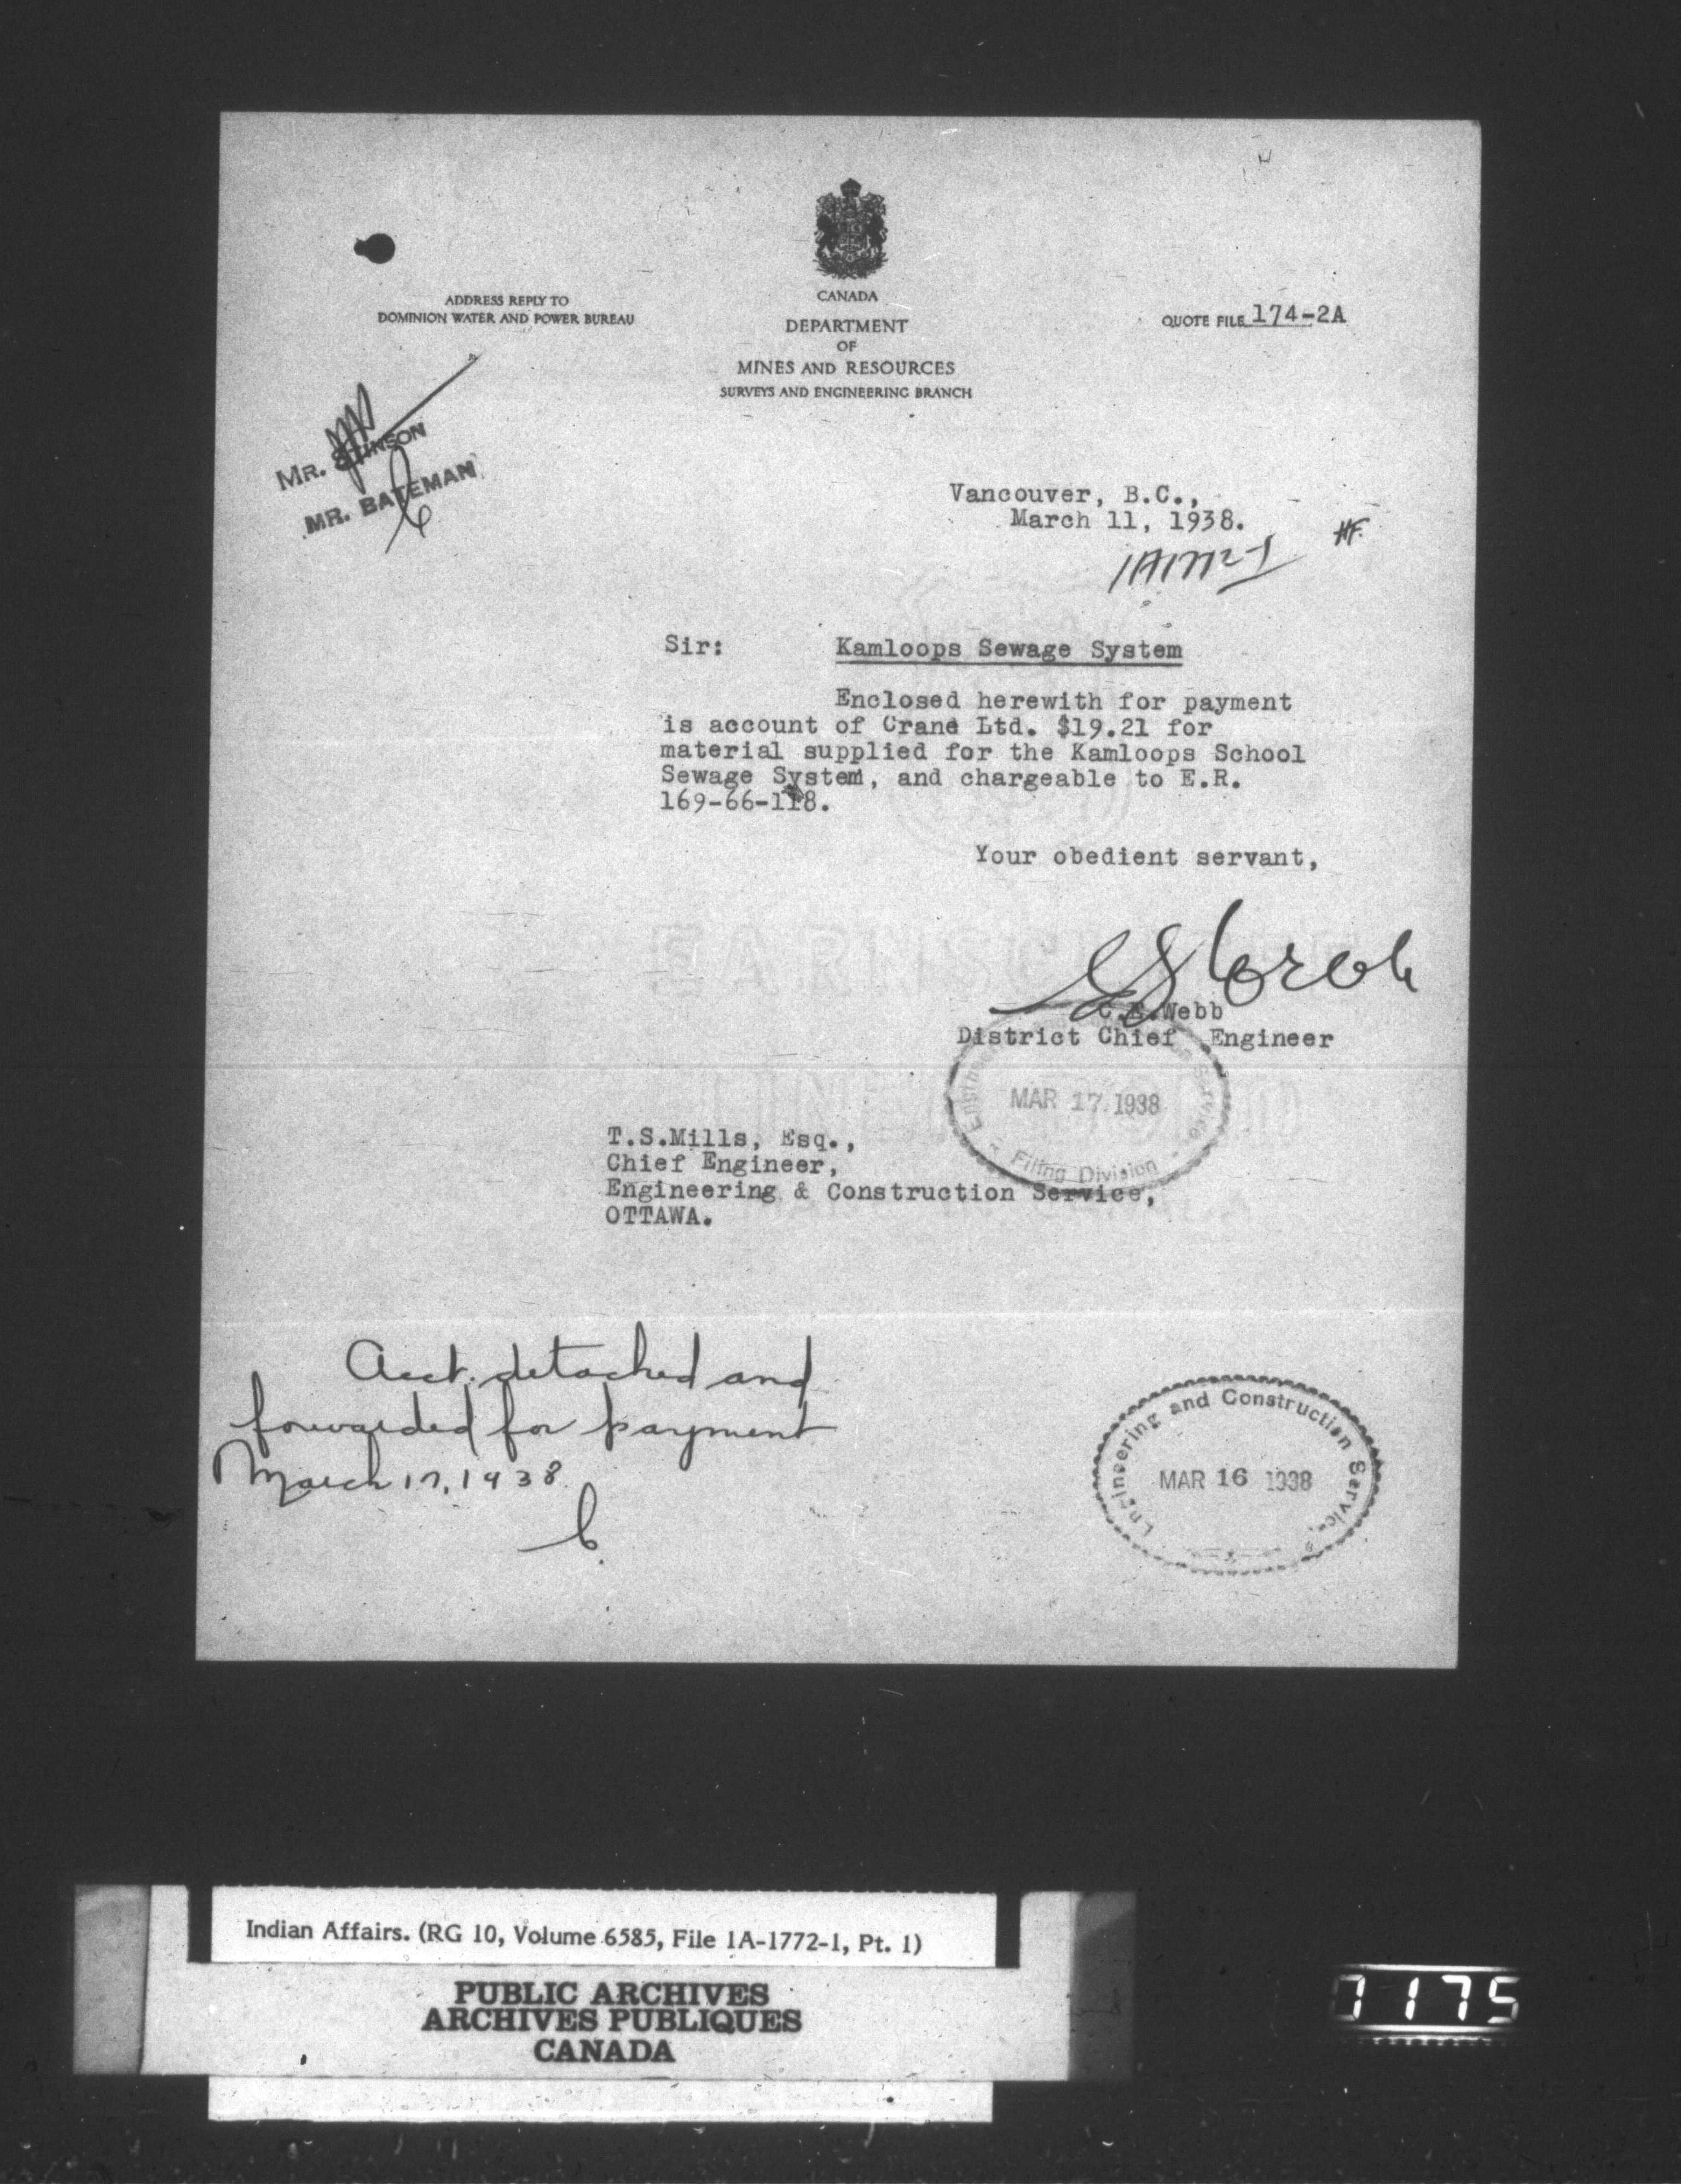 ADDRESS REPLY TO
DOMINION WATER AND POWER BUREAU
CANADA
DEPARTMENT
OF
MINES AND RESOURCES
SURVEYS AND ENGINEERING BRANCH
QUOTE FILE 174-2A
MR. STINSON
MR. BATEMAN
Vancouver, B.C.,
March 11, 1938.
HF.
Sir: Kamloops Sewage System
Enclosed herewith for payment
is account of Crane Ltd. $19.21 for
material supplied for the Kamloops School
Sewage System, and chargeable to E.R.
169-66-118.
Your obedient servant,
C.E.Webb
District Chief Engineer
MAR 17 1938
Filing Division
T.S.Mills, Esq.,
Chief Engineer,
Engineering & Construction Service,
OTTAWA.
Acct. detached and
forwarded for payment
March 17, 1938
C.
Engineering and Construction Service
MAR 16 1938
Indian Affairs. (RG 10, Volume 6585, File 1A-1772-1, Pt. 1)
PUBLIC ARCHIVES
ARCHIVES PUBLIQUES
CANADA
7175